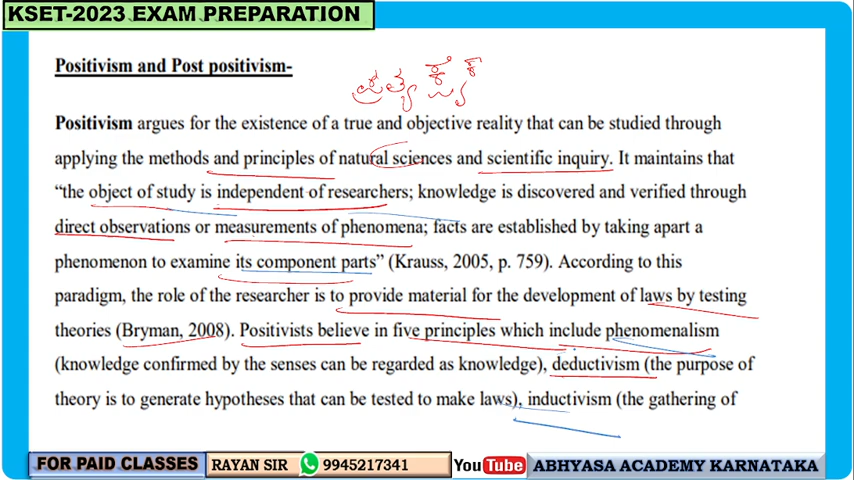 KSET-2023 EXAM PREPARATION
Positivism and Post positivism-
ಪ್ರತ್ಯಕ್ಷ
Positivism argues for the existence of a true and objective reality that can be studied through
applying the methods and principles of natural sciences and scientific inquiry. It maintains that
“the object of study is independent of researchers; knowledge is discovered and verified through
direct observations or measurements of phenomena; facts are established by taking apart a
phenomenon to examine its component parts” (Krauss, 2005, p. 759). According to this
paradigm, the role of the researcher is to provide material for the development of laws by testing
theories (Bryman, 2008). Positivists believe in five principles which include phenomenalism
(knowledge confirmed by the senses can be regarded as knowledge), deductivism (the purpose of
theory is to generate hypotheses that can be tested to make laws), inductivism (the gathering of
FOR PAID CLASSES RAYAN SIR 9945217341 YouTube ABHYASA ACADEMY KARNATAKA